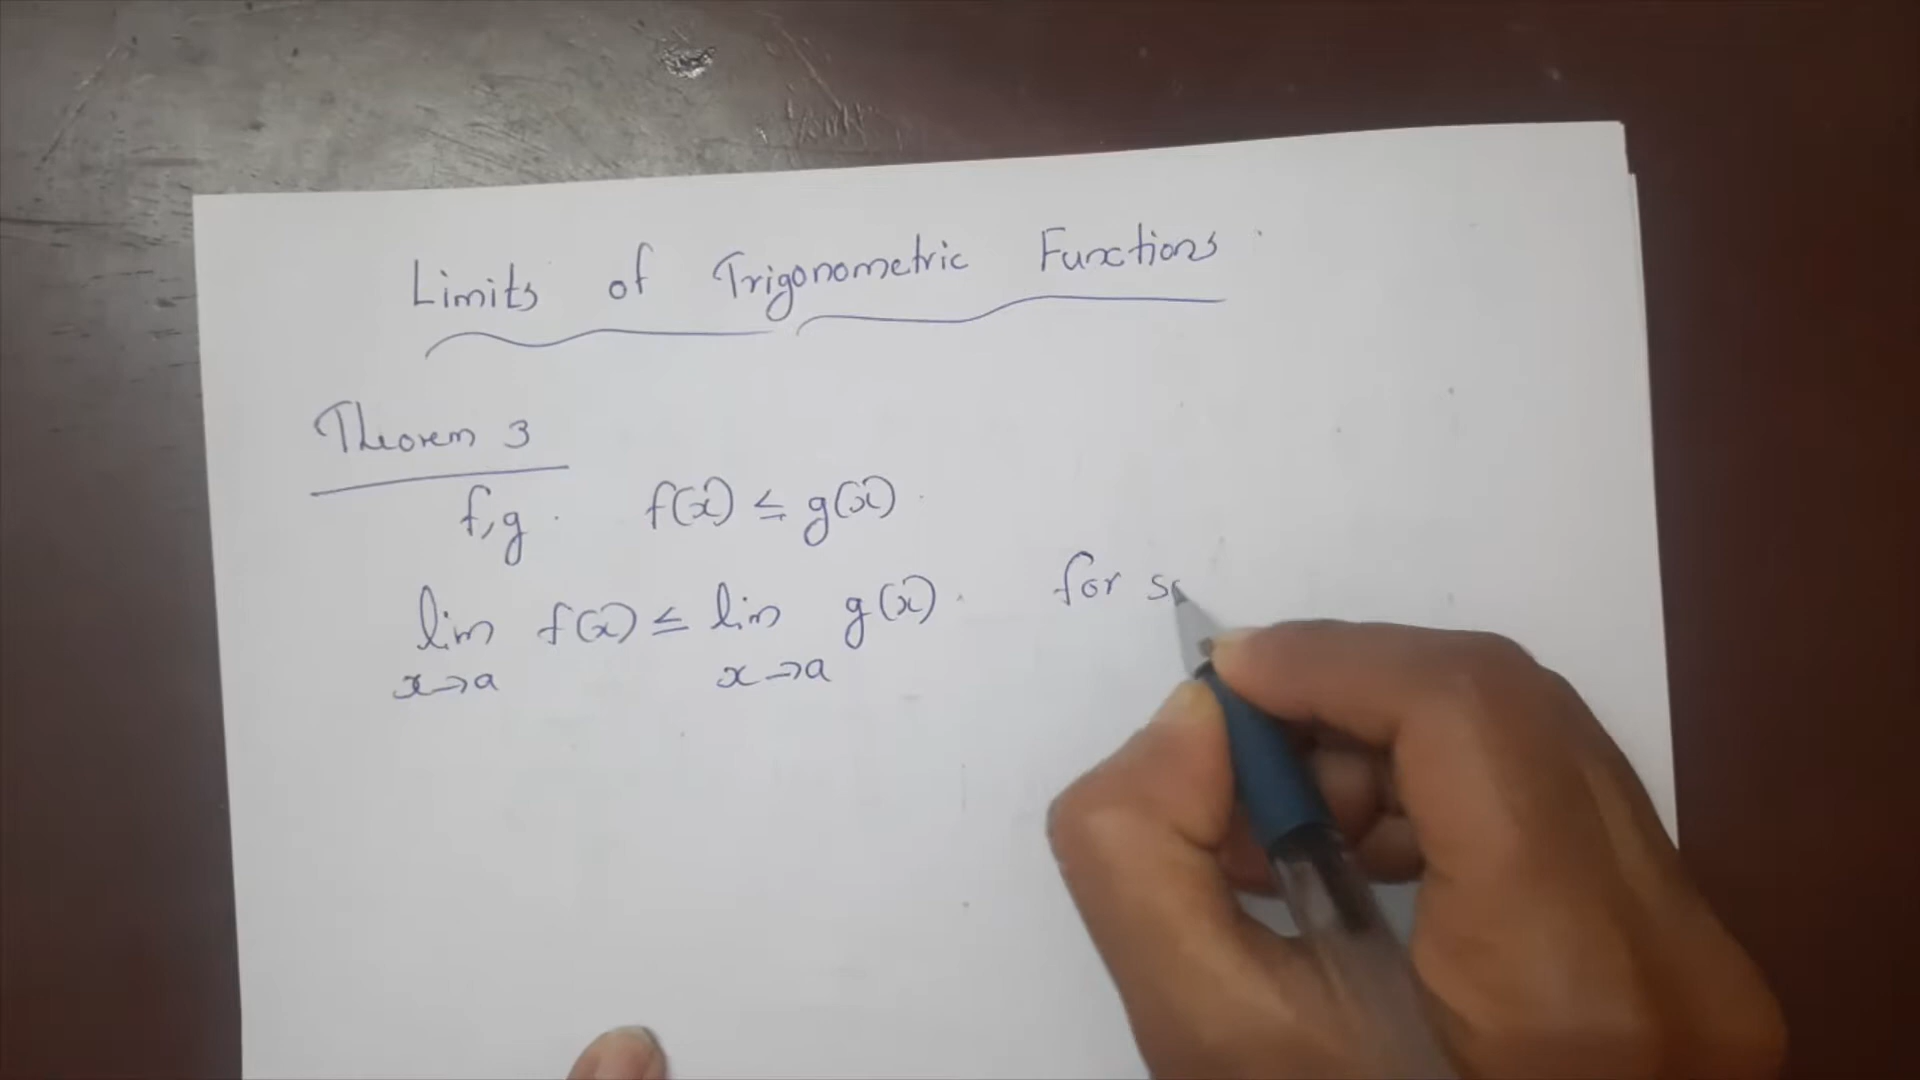 Limits of Trigonometric Functions
Theorem 3
f,g. f(x) ≤ g(x).
lim f(x) ≤ lim g(x). for
x→a x→a